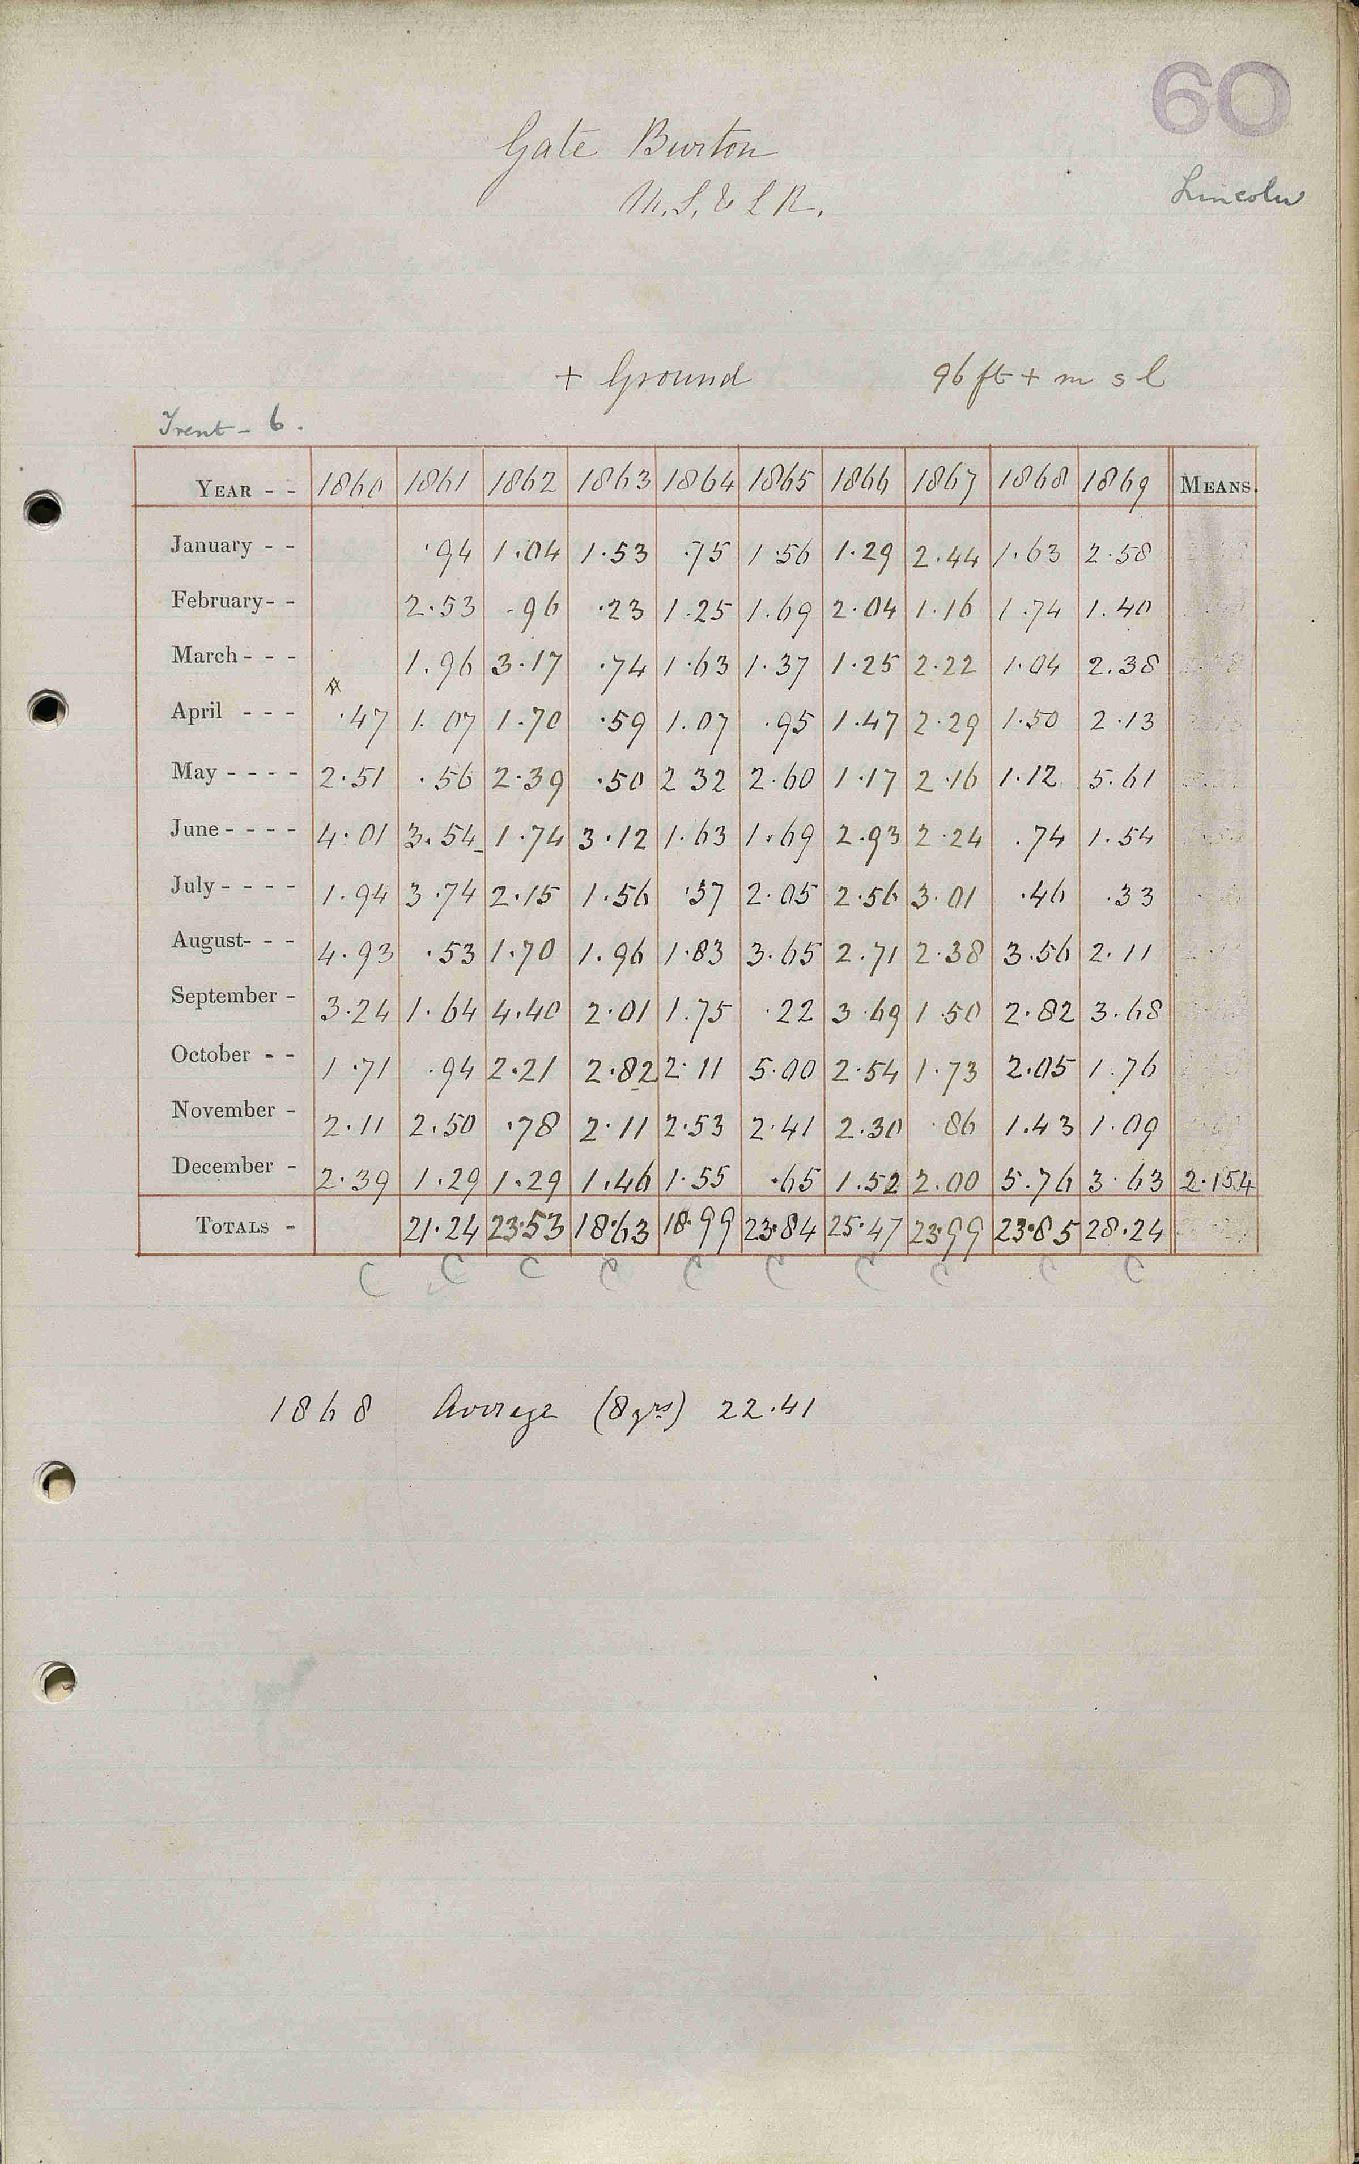 60
Gate Burton
Lincoln
M. S. & L R.
+ Ground 96 ft + m s l
Trent - 6.
YEAR - - 1860 1861 1862 1863 1864 1865 1866 1867 1868 1869 MEANS.
January - - ·94 1·04 1·53 ·75 1·56 1·29 2·44 1·63 2·58
February- - 2·53 ·96 ·23 1·25 1·69 2·04 1·16 1·74 1·40
March - - - 1·96 3·17 ·74 1·63 1·37 1·25 2·22 1·04 2·38
April - - - ·47 1·07 1·70 ·59 1·07 ·95 1·47 2·29 1·50 2·13
May - - - - 2·51 ·56 2·39 ·50 2 32 2·60 1·17 2·16 1·12 5·61
June - - - - 4·01 3·54 1·74 3·12 1·63 1·69 2·93 2·24 ·74 1·54
July - - - - 1·94 3·74 2·15 1·56 ·57 2·05 2·56 3·01 ·46 ·33
August- - - 4·93 ·53 1·70 1·96 1·83 3·65 2·71 2·38 3·56 2·11
September - 3·24 1·64 4·40 2·01 1·75 ·22 3·69 1·50 2·82 3·68
October - - 1·71 ·94 2·21 2·82 2·11 5·00 2·54 1·73 2·05 1·76
November - 2·11 2·50 ·78 2·11 2·53 2·41 2·30 ·86 1·43 1·09
December - 2·39 1·29 1·29 1·46 1·55 ·65 1·52 2·00 5·76 3·63 2·154
TOTALS - 21·24 23·53 18·63 18·99 23·84 25·47 23·99 23·85 28·24
C C C C C C C C C C
1868 Average (8 yrs) 22·41